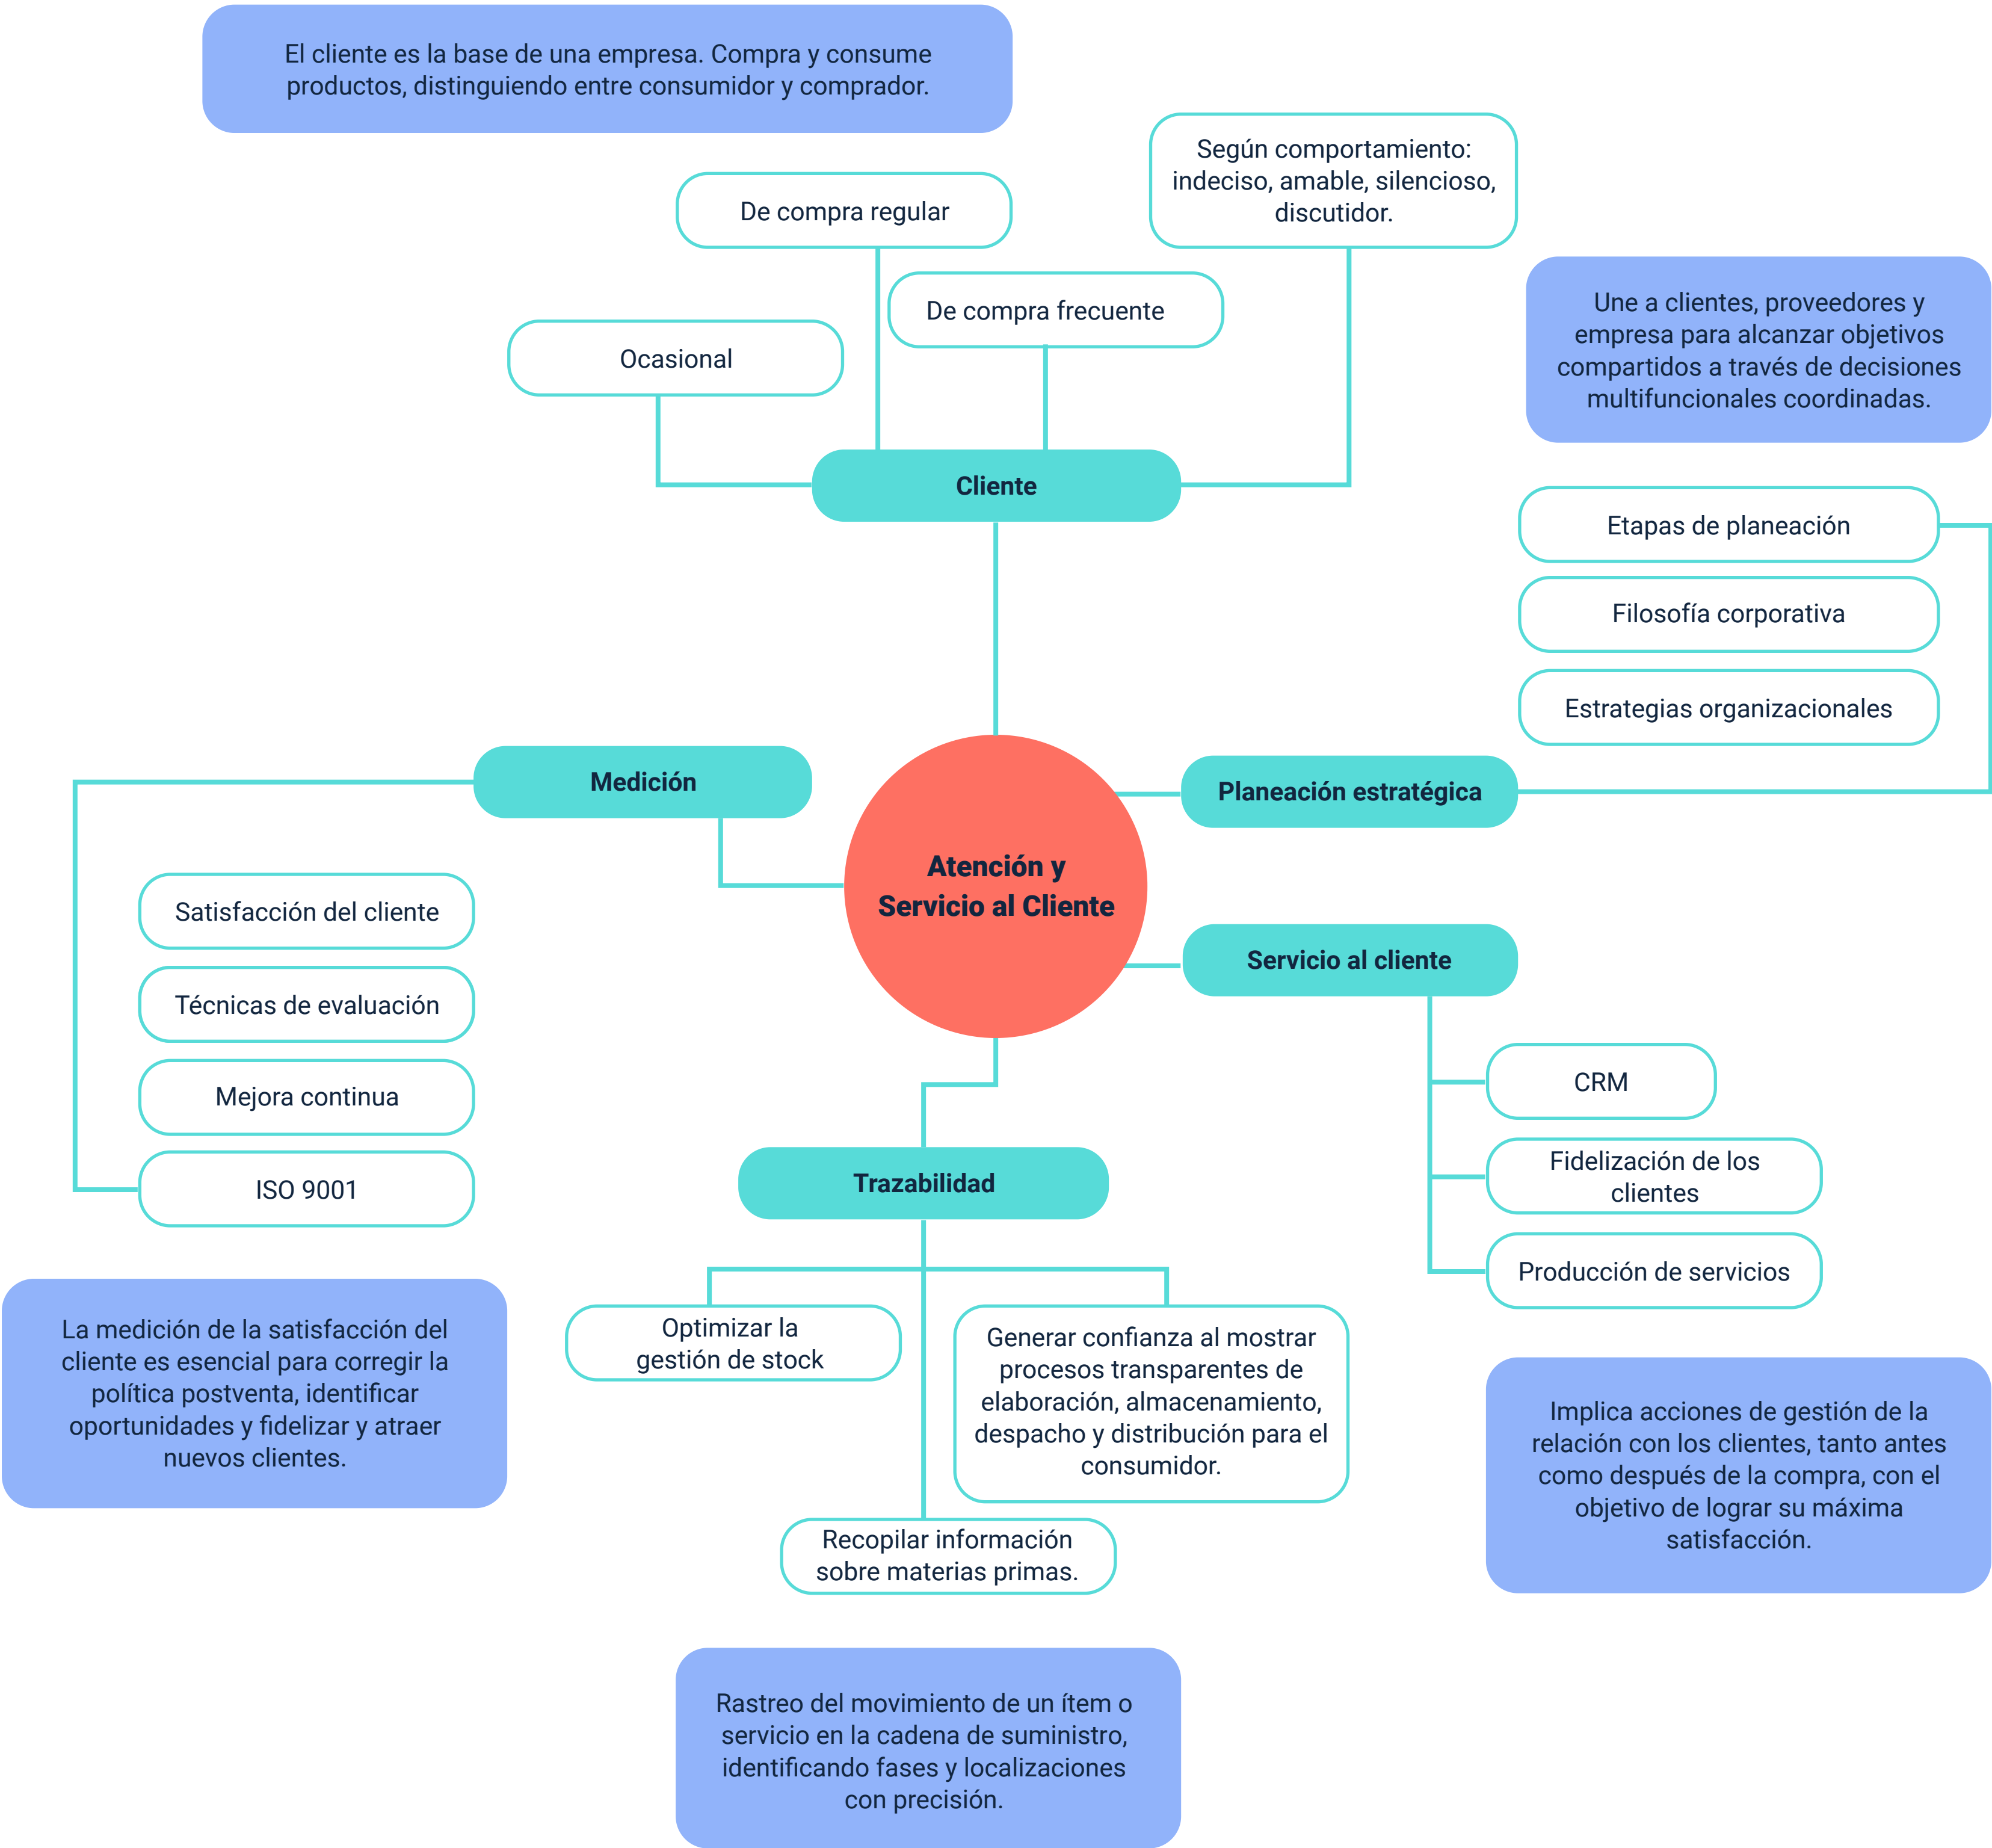 El cliente es la base de una empresa. Compra y consume
productos, distinguiendo entre consumidor y comprador.
Según comportamiento:
indeciso, amable, silencioso,
discutidor.
De compra regular
De compra frecuente
Ocasional
Cliente
Une a clientes, proveedores y
empresa para alcanzar objetivos
compartidos a través de decisiones
multifuncionales coordinadas.
Etapas de planeación
Filosofía corporativa
Estrategias organizacionales
Planeación estratégica
Medición
Atención y
Servicio al Cliente
Servicio al cliente
Satisfacción del cliente
Técnicas de evaluación
Mejora continua
ISO 9001
La medición de la satisfacción del
cliente es esencial para corregir la
política postventa, identificar
oportunidades y fidelizar y atraer
nuevos clientes.
CRM
Fidelización de los
clientes
Producción de servicios
Implica acciones de gestión de la
relación con los clientes, tanto antes
como después de la compra, con el
objetivo de lograr su máxima
satisfacción.
Trazabilidad
Optimizar la
gestión de stock
Generar confianza al mostrar
procesos transparentes de
elaboración, almacenamiento,
despacho y distribución para el
consumidor.
Recopilar información
sobre materias primas.
Rastreo del movimiento de un ítem o
servicio en la cadena de suministro,
identificando fases y localizaciones
con precisión.